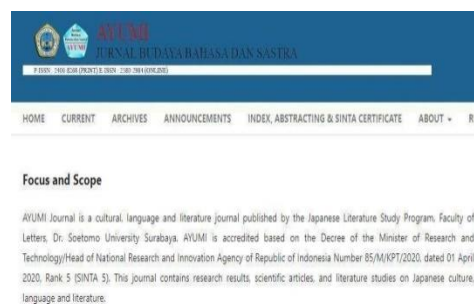 AYUMI
JURNAL BUDAYA BAHASA DAN SASTRA
HOME CURRENT ARCHIVES ANNOUNCEMENTS INDEX, ABSTRACTING & SINTA CERTIFICATE ABOUT R
Focus and Scope
AYUMI Journal is a cultural, language and literature journal published by the Japanese Literature Study Program, Faculty of
Letters, Dr. Soetomo University Surabaya. AYUMI is accredited based on the Decree of the Minister of Research and
Technology/Head of National Research and Innovation Agency of Republic of Indonesia Number 85/M/KPT/2020, dated 01 April
2020, Rank 5 (SINTA 5). This journal contains research results, scientific articles, and literature studies on Japanese culture,
language and literature.